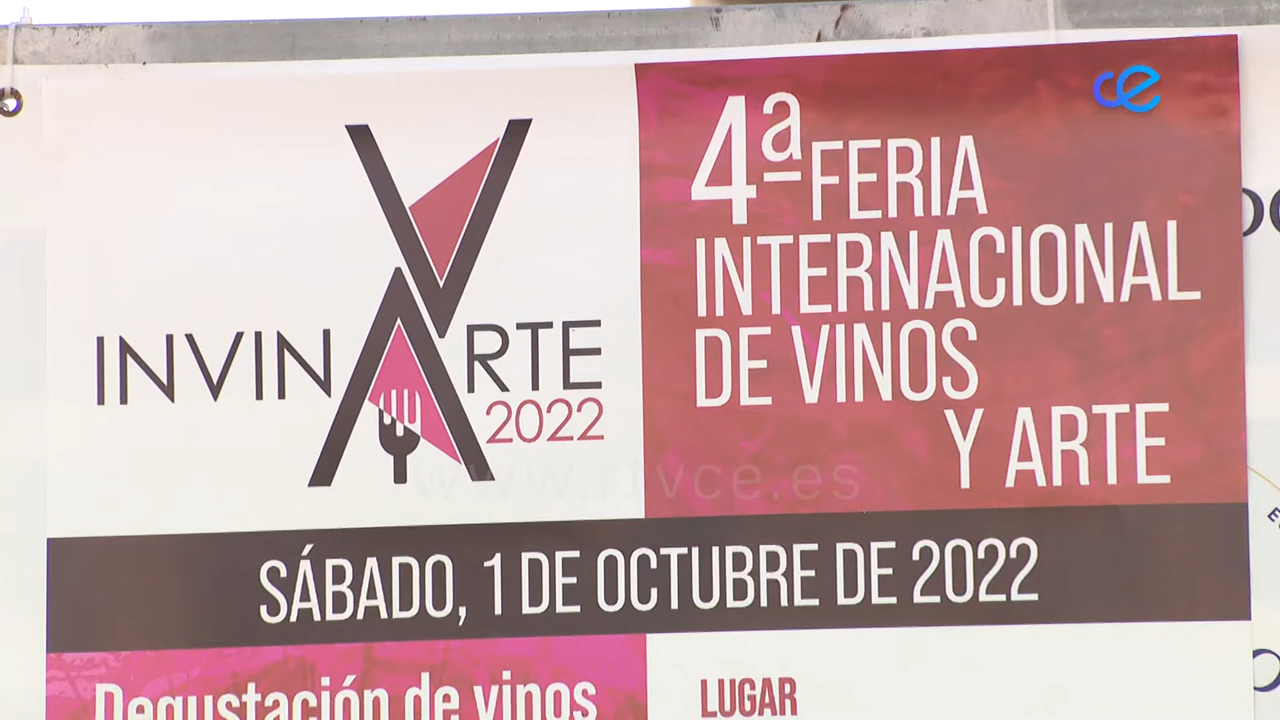 ce
4ª FERIA
INTERNACIONAL
DE VINOS
Y ARTE
INVINARTE
2022
www.rtvce.es
SÁBADO, 1 DE OCTUBRE DE 2022
Degustación de vinos
LUGAR